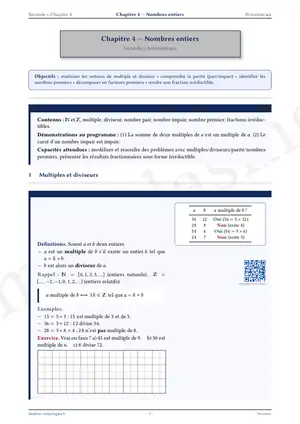 Seconde • Chapitre 4
Chapitre 4 — Nombres entiers
Chapitre 4 — Nombres entiers
Seconde • Arithmétique
Objectifs : maîtriser les notions de multiple et diviseur • comprendre la parité (pair/impair) • identifier les
nombres premiers • décomposer en facteurs premiers • rendre une fraction irréductible.
Contenus : ℕ et ℤ, multiple, diviseur, nombre pair, nombre impair, nombre premier, fractions irréduc-
tibles.
Démonstrations au programme : (1) La somme de deux multiples de a est un multiple de a. (2) Le
carré d'un nombre impair est impair.
Capacités attendues : modéliser et résoudre des problèmes avec multiples/diviseurs/parité/nombres
premiers, présenter les résultats fractionnaires sous forme irréductible.
1 Multiples et diviseurs
a b a multiple de b ?
36 12 Oui (36 = 3 × 12)
28 8 Non (reste 4)
54 6 Oui (54 = 9 × 6)
24 7 Non (reste 3)
Définitions. Soient a et b deux entiers.
– a est un multiple de b s'il existe un entier k tel que
a = k × b
– b est alors un diviseur de a.
Rappel : ℕ = {0, 1, 2, 3, ...} (entiers naturels). ℤ =
{..., −2, −1, 0, 1, 2, ...} (entiers relatifs)
a multiple de b ⟺ ∃ k ∈ ℤ tel que a = k × b
Exemples.
– 15 = 5 × 3 : 15 est multiple de 3 et de 5.
– 36 = 3 × 12 : 12 divise 36.
– 28 = 3 × 8 + 4 : 28 n'est pas multiple de 8.
Exercice. Vrai ou faux ? a) 45 est multiple de 9. b) 50 est
multiple de 6. c) 8 divise 72.
– 1 –
Seconde